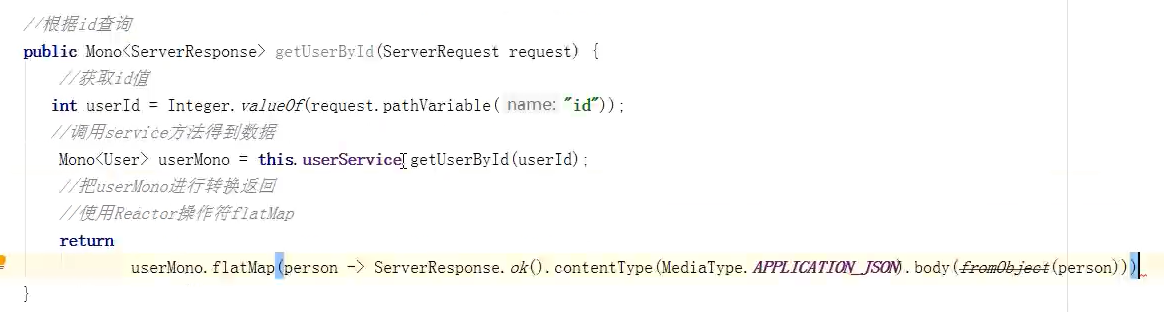 //根据id查询
public Mono<ServerResponse> getUserById(ServerRequest request) {
//获取id值
int userId = Integer.valueOf(request.pathVariable( name: "id"));
//调用service方法得到数据
Mono<User> userMono = this.userService.getUserById(userId);
//把userMono进行转换返回
//使用Reactor操作符flatMap
return
userMono.flatMap(person -> ServerResponse.ok().contentType(MediaType.APPLICATION_JSON).body(fromObject(person)))
}